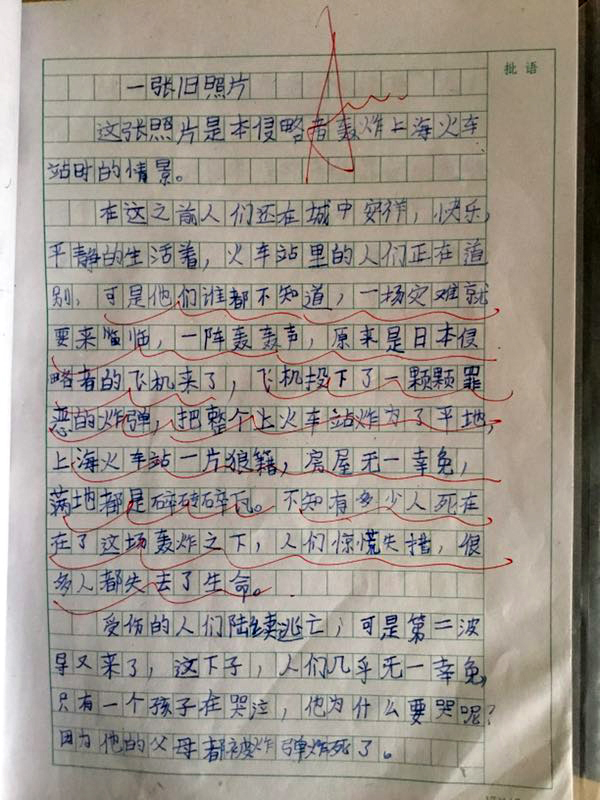 批语
一张旧照片
这张照片是本侵略者轰炸上海火车
站时的情景。
在这之前人们还在城中安祥，快乐，
平静的生活着，火车站里的人们正在道
别，可是他们谁都不知道，一场灾难就
要来临临，一阵轰轰声，原来是日本侵
略者的飞机来了，飞机投下了一颗颗罪
恶的炸弹，把整个上火车站炸为了平地，
上海火车站一片狼籍，房屋无一幸免，
满地都是碎砖碎瓦。不知有多少人死在
在了这场轰炸之下，人们惊慌失措，很
多人都失去了生命。
受伤的人们陆续逃亡，可是第二波
又来了，这下子，人们几乎无一幸免，
只有一个孩子在哭泣，他为什么要哭呢？
因为他的父母都被炸弹炸死了。